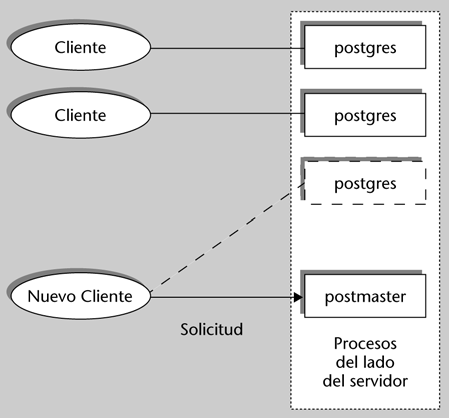 Cliente
postgres
Cliente
postgres
postgres
Nuevo Cliente
postmaster
Solicitud
Procesos
del lado
del servidor